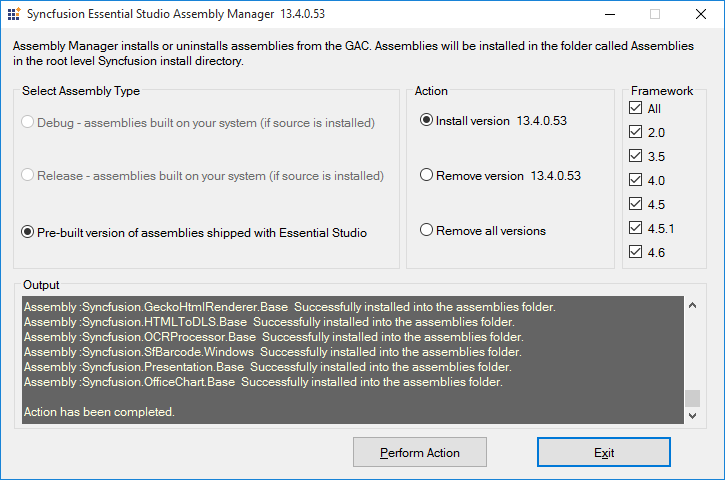 Syncfusion Essential Studio Assembly Manager 13.4.0.53
Assembly Manager installs or uninstalls assemblies from the GAC. Assemblies will be installed in the folder called Assemblies
in the root level Syncfusion install directory.
Select Assembly Type
Debug - assemblies built on your system (if source is installed)
Release - assemblies built on your system (if source is installed)
Pre-built version of assemblies shipped with Essential Studio
Action
Install version 13.4.0.53
Remove version 13.4.0.53
Remove all versions
Framework
All
2.0
3.5
4.0
4.5
4.5.1
4.6
Output
Assembly :Syncfusion.GeckoHtmlRenderer.Base Successfully installed into the assemblies folder.
Assembly :Syncfusion.HTMLToDLS.Base Successfully installed into the assemblies folder.
Assembly :Syncfusion.OCRProcessor.Base Successfully installed into the assemblies folder.
Assembly :Syncfusion.SfBarcode.Windows Successfully installed into the assemblies folder.
Assembly :Syncfusion.Presentation.Base Successfully installed into the assemblies folder.
Assembly :Syncfusion.OfficeChart.Base Successfully installed into the assemblies folder.
Action has been completed.
Perform Action
Exit